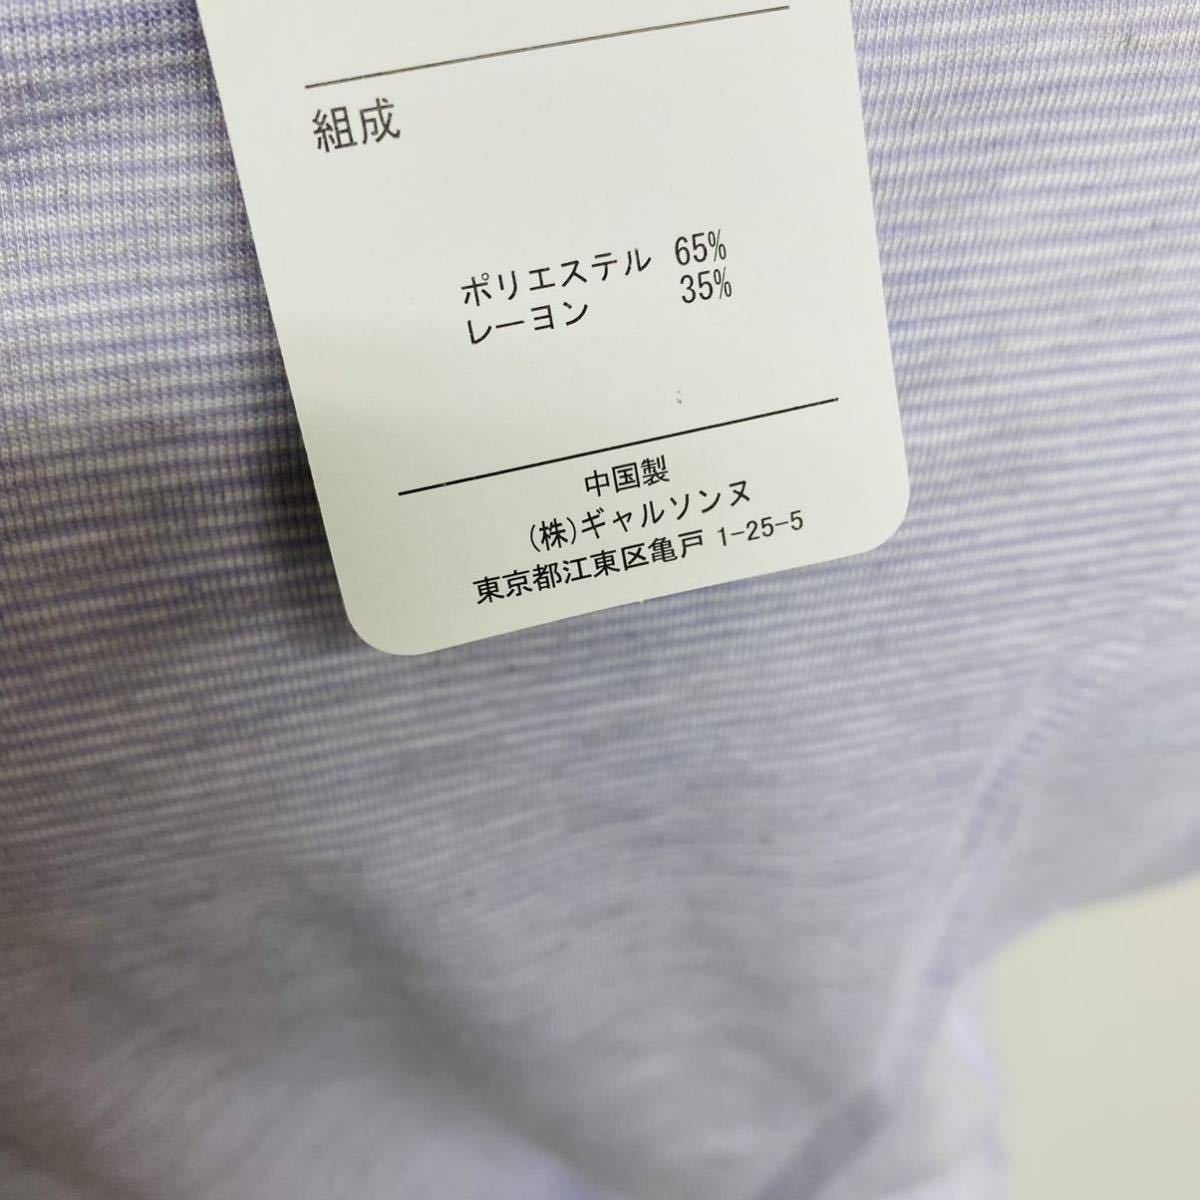 組成
ポリエステル 65%
レーヨン 35%
中国製
(株)ギャルソンヌ
東京都江東区亀戸 1-25-5